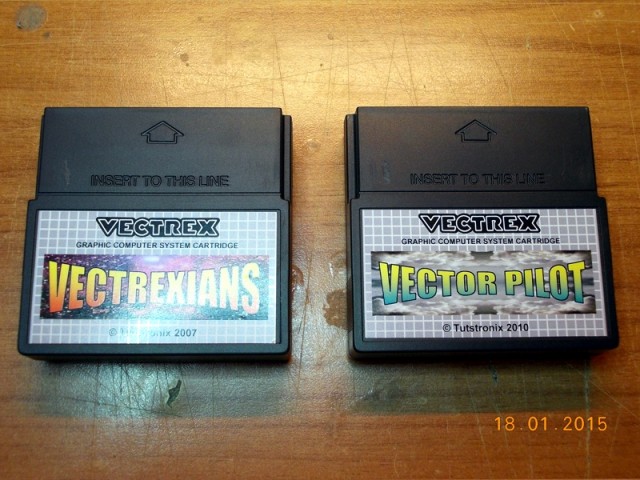 INSERT TO THIS LINE
VECTREX
GRAPHIC COMPUTER SYSTEM CARTRIDGE
VECTREXIANS
© Tutstronix 2007
INSERT TO THIS LINE
VECTREX
GRAPHIC COMPUTER SYSTEM CARTRIDGE
VECTOR PILOT
© Tutstronix 2010
18.01.2015